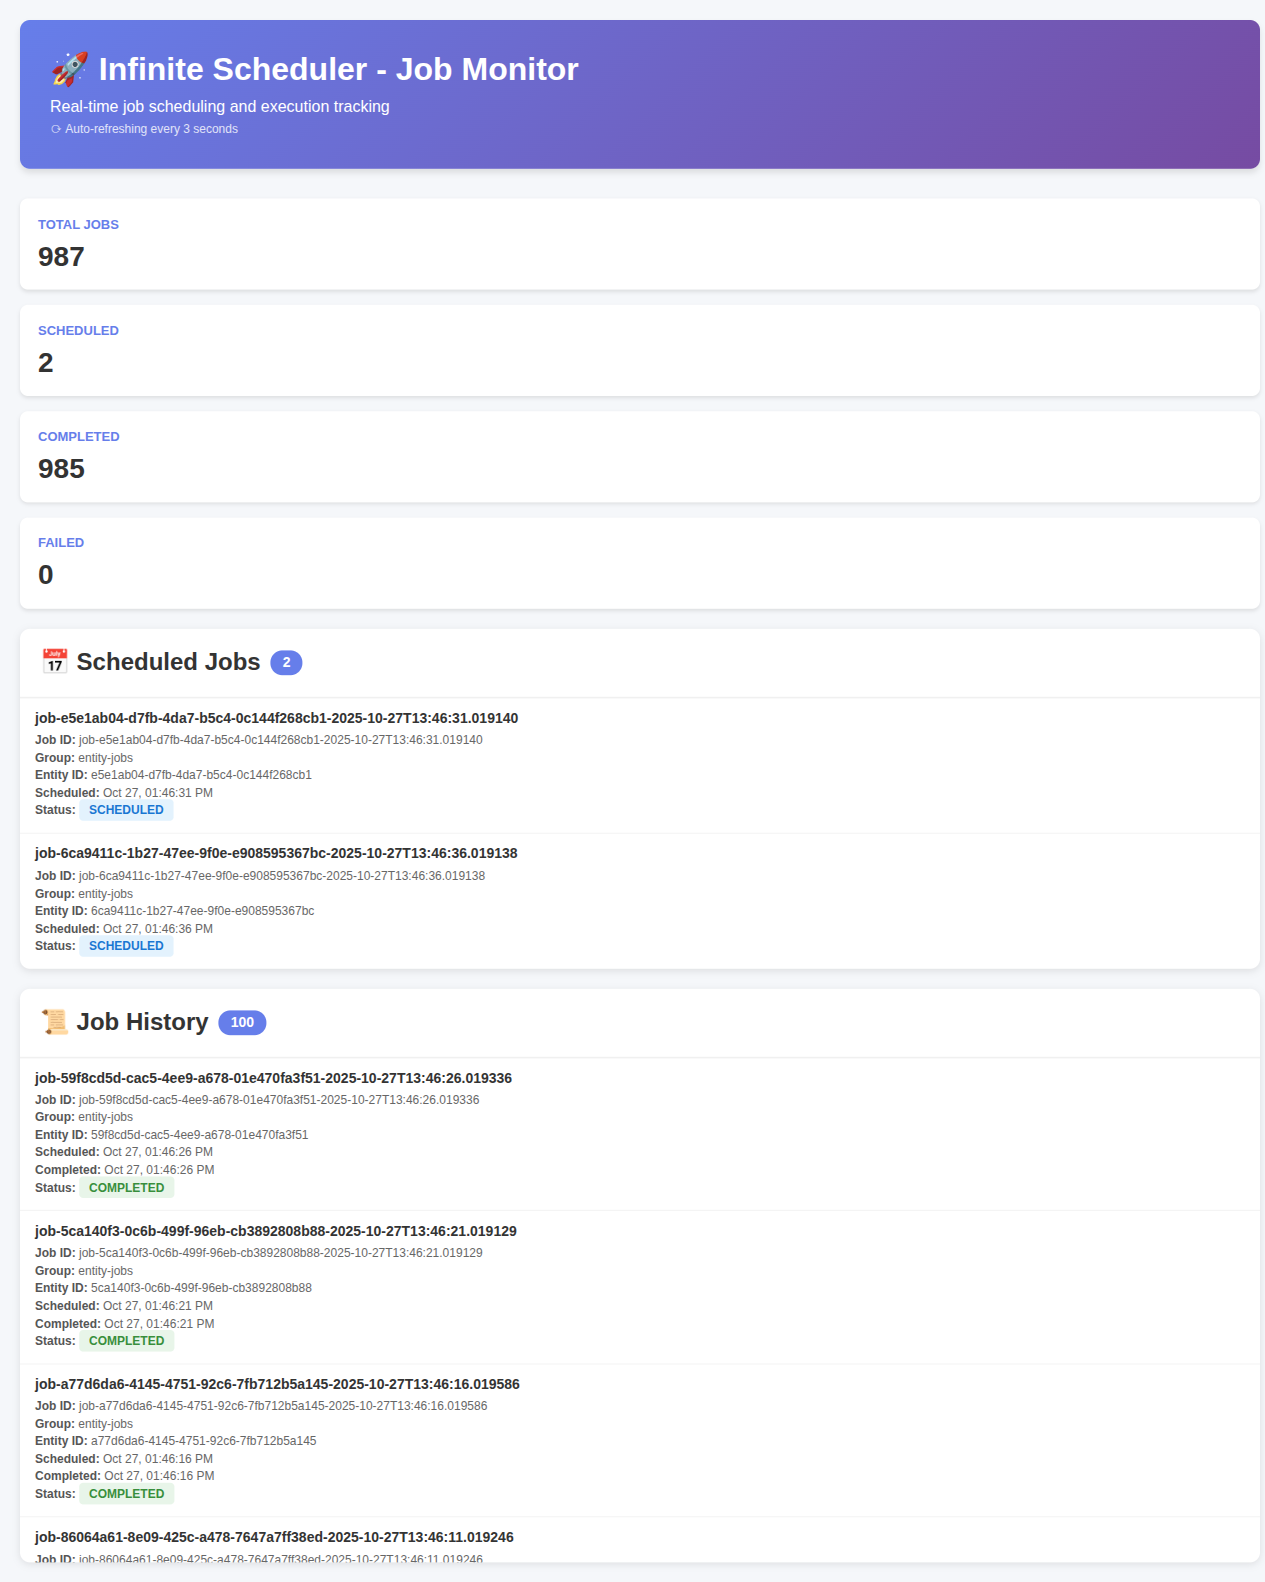 🚀 Infinite Scheduler - Job Monitor
Real-time job scheduling and execution tracking
⟳ Auto-refreshing every 3 seconds
TOTAL JOBS
987
SCHEDULED
2
COMPLETED
985
FAILED
0
📅 Scheduled Jobs 2
job-e5e1ab04-d7fb-4da7-b5c4-0c144f268cb1-2025-10-27T13:46:31.019140
Job ID: job-e5e1ab04-d7fb-4da7-b5c4-0c144f268cb1-2025-10-27T13:46:31.019140
Group: entity-jobs
Entity ID: e5e1ab04-d7fb-4da7-b5c4-0c144f268cb1
Scheduled: Oct 27, 01:46:31 PM
Status: SCHEDULED
job-6ca9411c-1b27-47ee-9f0e-e908595367bc-2025-10-27T13:46:36.019138
Job ID: job-6ca9411c-1b27-47ee-9f0e-e908595367bc-2025-10-27T13:46:36.019138
Group: entity-jobs
Entity ID: 6ca9411c-1b27-47ee-9f0e-e908595367bc
Scheduled: Oct 27, 01:46:36 PM
Status: SCHEDULED
📜 Job History 100
job-59f8cd5d-cac5-4ee9-a678-01e470fa3f51-2025-10-27T13:46:26.019336
Job ID: job-59f8cd5d-cac5-4ee9-a678-01e470fa3f51-2025-10-27T13:46:26.019336
Group: entity-jobs
Entity ID: 59f8cd5d-cac5-4ee9-a678-01e470fa3f51
Scheduled: Oct 27, 01:46:26 PM
Completed: Oct 27, 01:46:26 PM
Status: COMPLETED
job-5ca140f3-0c6b-499f-96eb-cb3892808b88-2025-10-27T13:46:21.019129
Job ID: job-5ca140f3-0c6b-499f-96eb-cb3892808b88-2025-10-27T13:46:21.019129
Group: entity-jobs
Entity ID: 5ca140f3-0c6b-499f-96eb-cb3892808b88
Scheduled: Oct 27, 01:46:21 PM
Completed: Oct 27, 01:46:21 PM
Status: COMPLETED
job-a77d6da6-4145-4751-92c6-7fb712b5a145-2025-10-27T13:46:16.019586
Job ID: job-a77d6da6-4145-4751-92c6-7fb712b5a145-2025-10-27T13:46:16.019586
Group: entity-jobs
Entity ID: a77d6da6-4145-4751-92c6-7fb712b5a145
Scheduled: Oct 27, 01:46:16 PM
Completed: Oct 27, 01:46:16 PM
Status: COMPLETED
job-86064a61-8e09-425c-a478-7647a7ff38ed-2025-10-27T13:46:11.019246
Job ID: job-86064a61-8e09-425c-a478-7647a7ff38ed-2025-10-27T13:46:11.019246